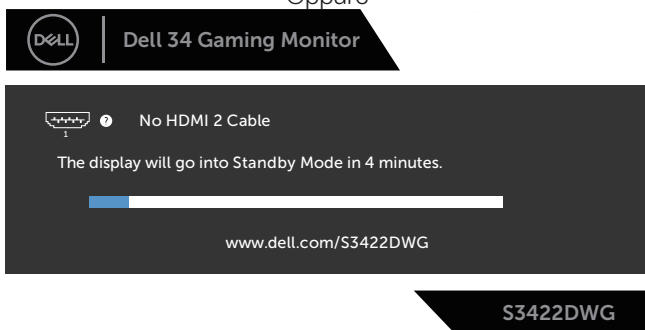 Oppure
DELL
Dell 34 Gaming Monitor
?
No HDMI 2 Cable
1
The display will go into Standby Mode in 4 minutes.
www.dell.com/S3422DWG
S3422DWG